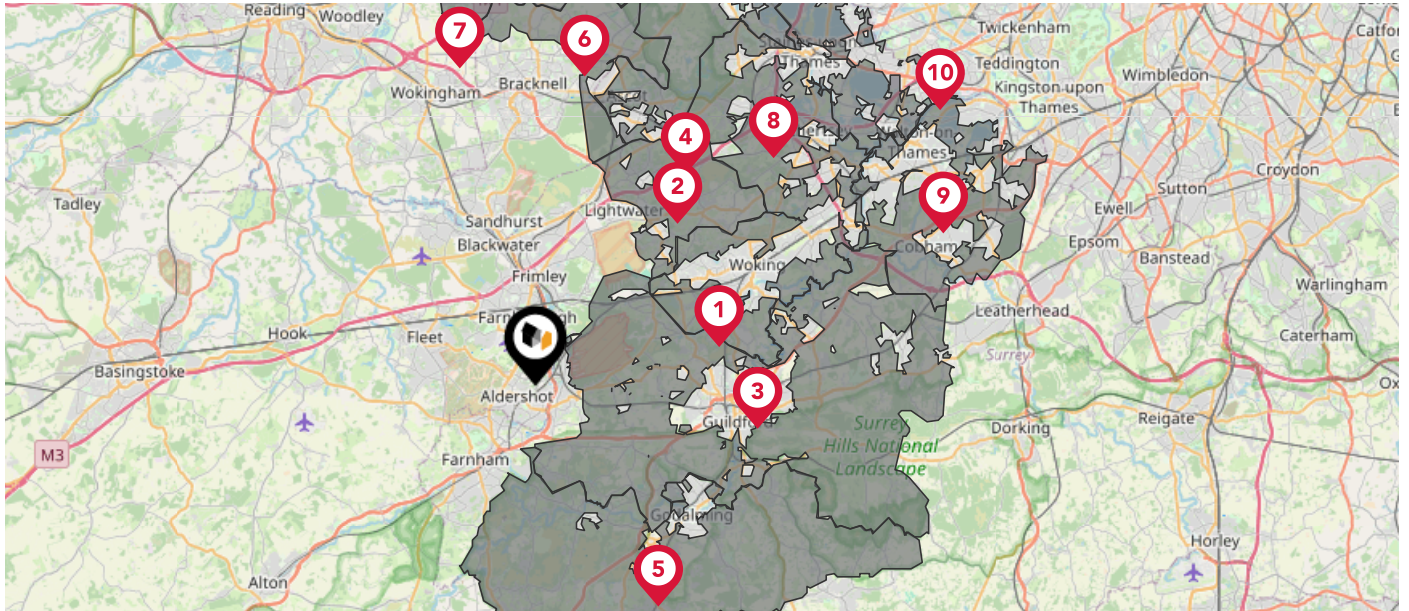 Reading
Woodley
7
6
Twickenham
Thames
Teddington
10
Wimbledon
Kingston upon
Thames
Bracknell
Wokingham
4
8
Thames
Croydon
2
9
Sutton
Tadley
Lightwater
Ewell
Sandhurst
Blackwater
Cobham
Epsom
Banstead
Woking
Frimley
Warlingham
1
Leatherhead
Hook
Fleet
Caterham
Surrey
Basingstoke
3
Aldershot
Guildford
Surrey
Hills National
Landscape
Reigate
Dorking
M3
Farnham
Godalming
Horley
5
Alton